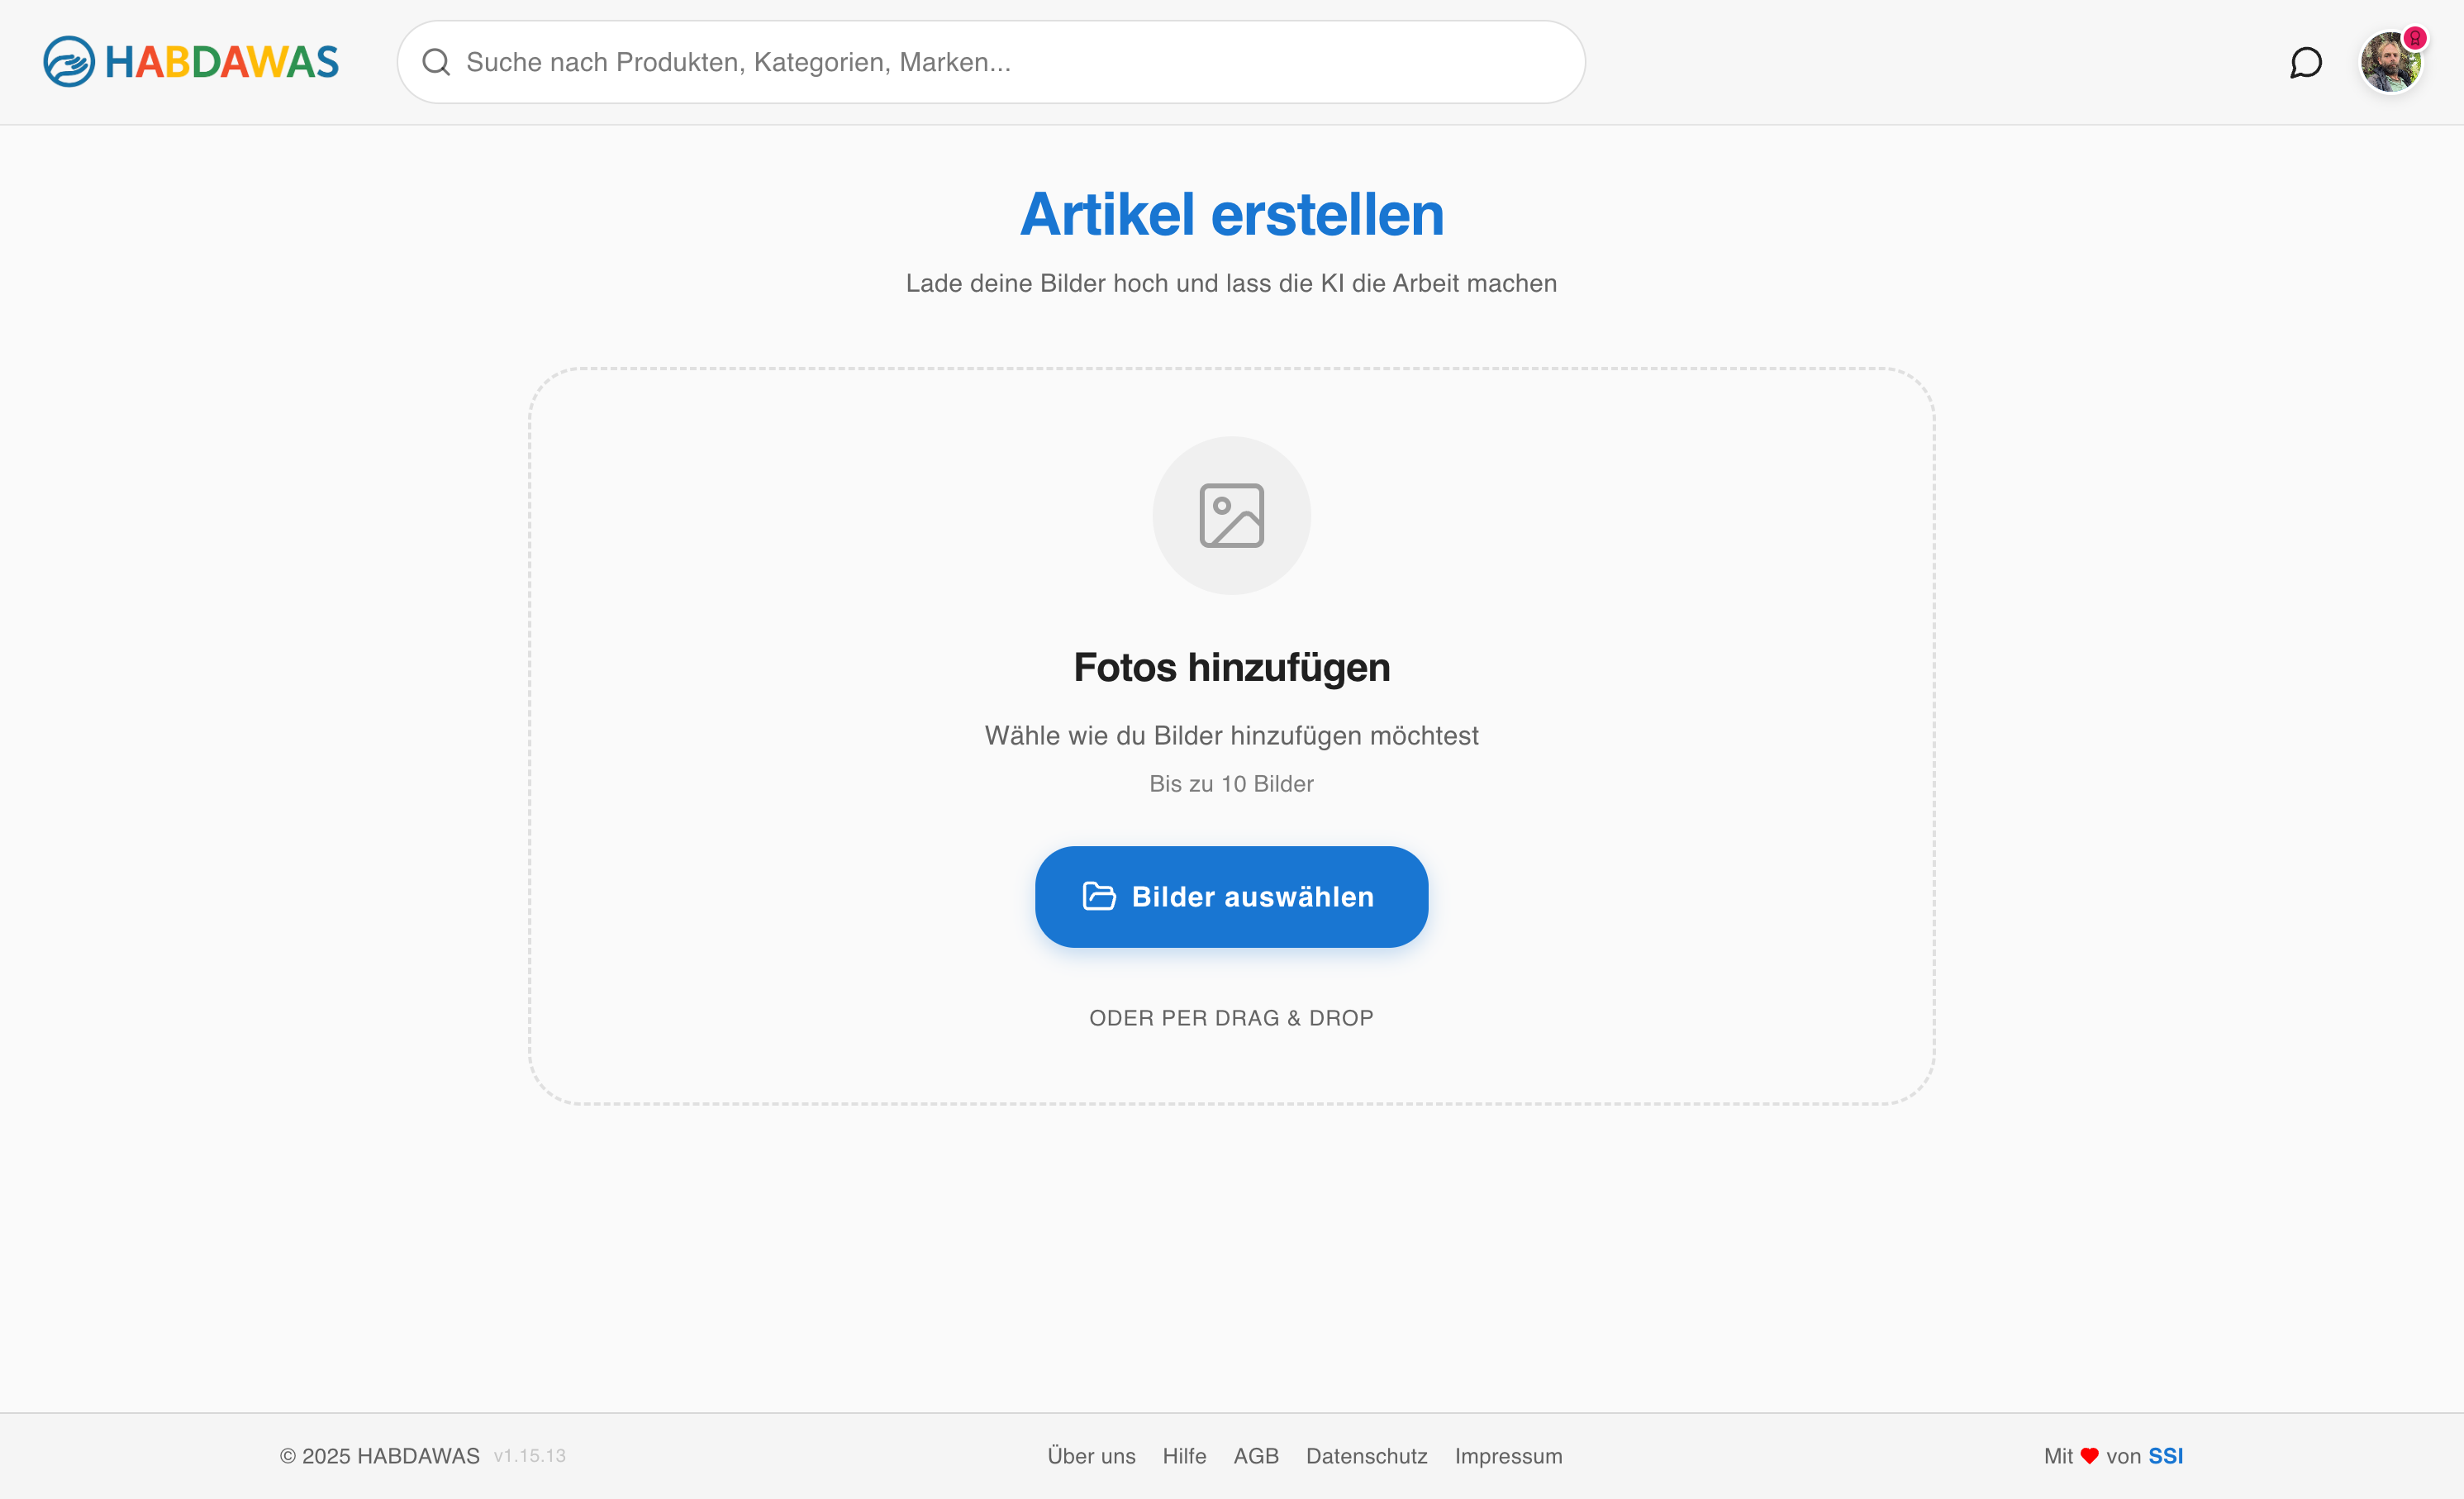 HABDAWAS
Suche nach Produkten, Kategorien, Marken...
Artikel erstellen
Lade deine Bilder hoch und lass die KI die Arbeit machen
Fotos hinzufügen
Wähle wie du Bilder hinzufügen möchtest
Bis zu 10 Bilder
Bilder auswählen
ODER PER DRAG & DROP
© 2025 HABDAWAS v1.15.13
Über uns Hilfe AGB Datenschutz Impressum
Mit ❤ von SSI